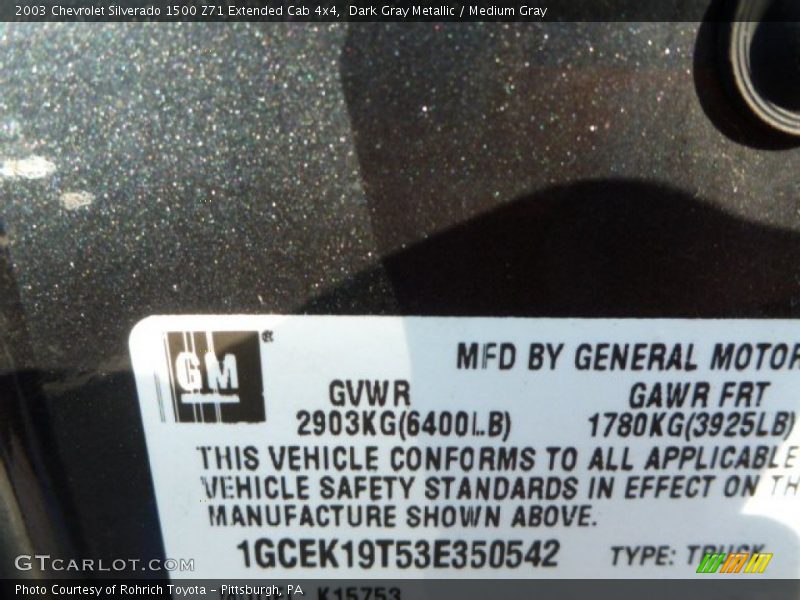 2003 Chevrolet Silverado 1500 Z71 Extended Cab 4x4, Dark Gray Metallic / Medium Gray
GM®
MFD BY GENERAL MOTOR
GVWR GAWR FRT
2903KG(6400LB) 1780KG(3925LB)
THIS VEHICLE CONFORMS TO ALL APPLICABLE
VEHICLE SAFETY STANDARDS IN EFFECT ON TH
MANUFACTURE SHOWN ABOVE.
1GCEK19T53E350542 TYPE: TRUCK
GTCARLOT.COM
Photo Courtesy of Rohrich Toyota - Pittsburgh, PA
K15753